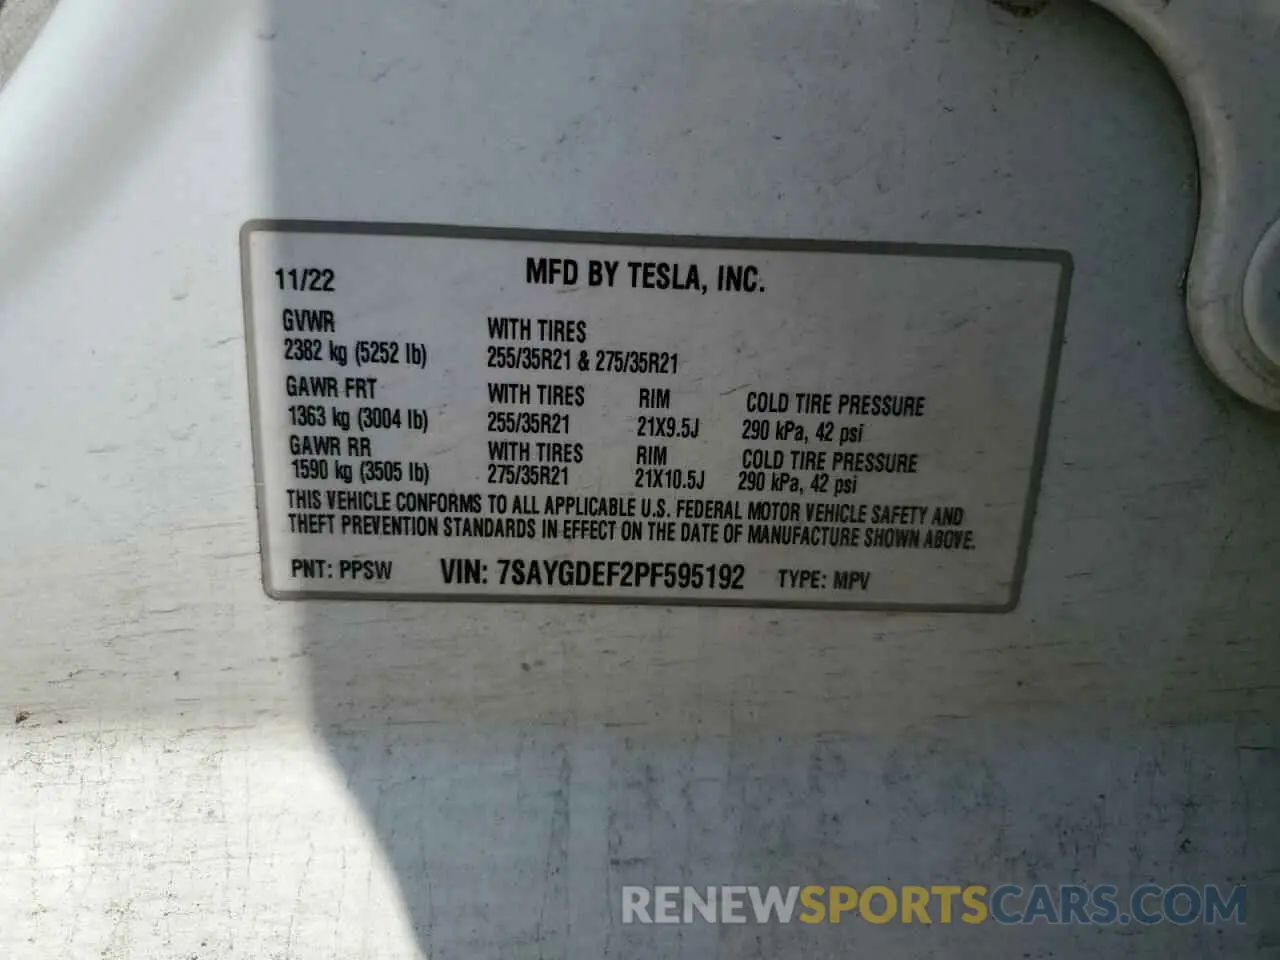 11/22 MFD BY TESLA, INC.
GVWR WITH TIRES
2382 kg (5252 lb) 255/35R21 & 275/35R21
GAWR FRT WITH TIRES RIM COLD TIRE PRESSURE
1363 kg (3004 lb) 255/35R21 21X9.5J 290 kPa, 42 psi
GAWR RR WITH TIRES RIM COLD TIRE PRESSURE
1590 kg (3505 lb) 275/35R21 21X10.5J 290 kPa, 42 psi
THIS VEHICLE CONFORMS TO ALL APPLICABLE U.S. FEDERAL MOTOR VEHICLE SAFETY AND
THEFT PREVENTION STANDARDS IN EFFECT ON THE DATE OF MANUFACTURE SHOWN ABOVE.
PNT: PPSW VIN: 7SAYGDEF2PF595192 TYPE: MPV
RENEWSPORTSCARS.COM